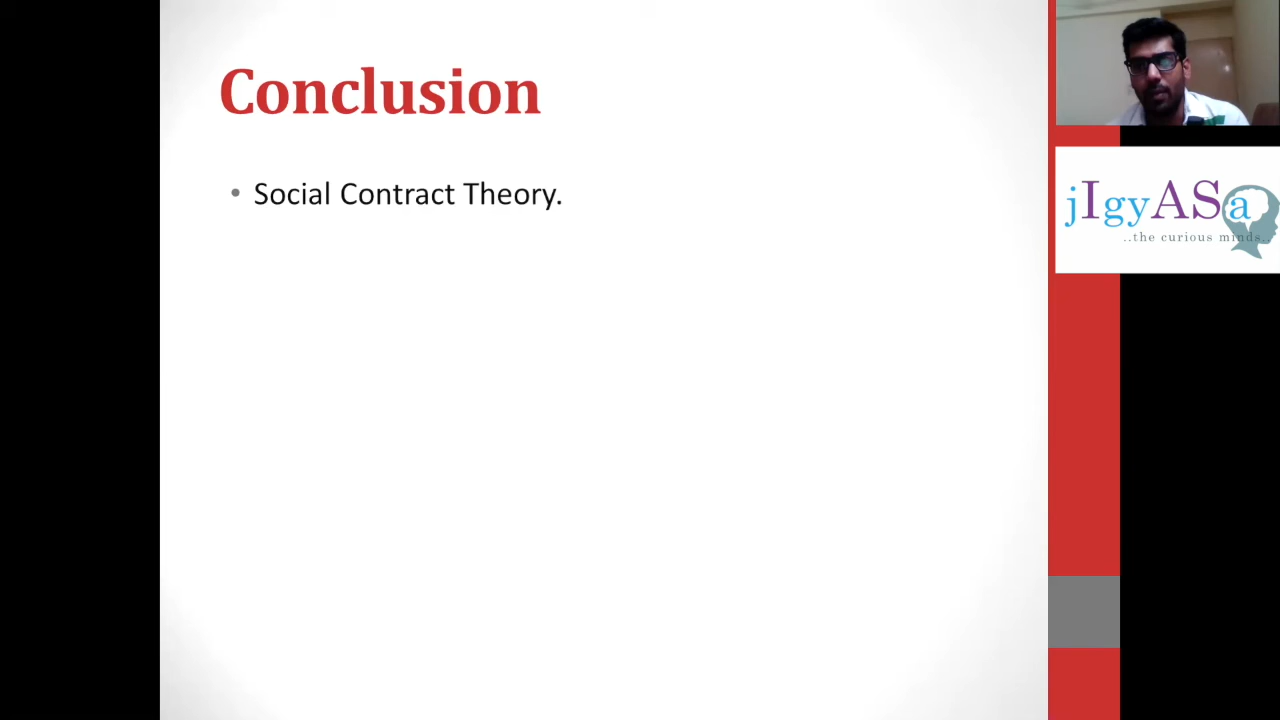 Conclusion
• Social Contract Theory.
jIgyASa
..the curious minds..